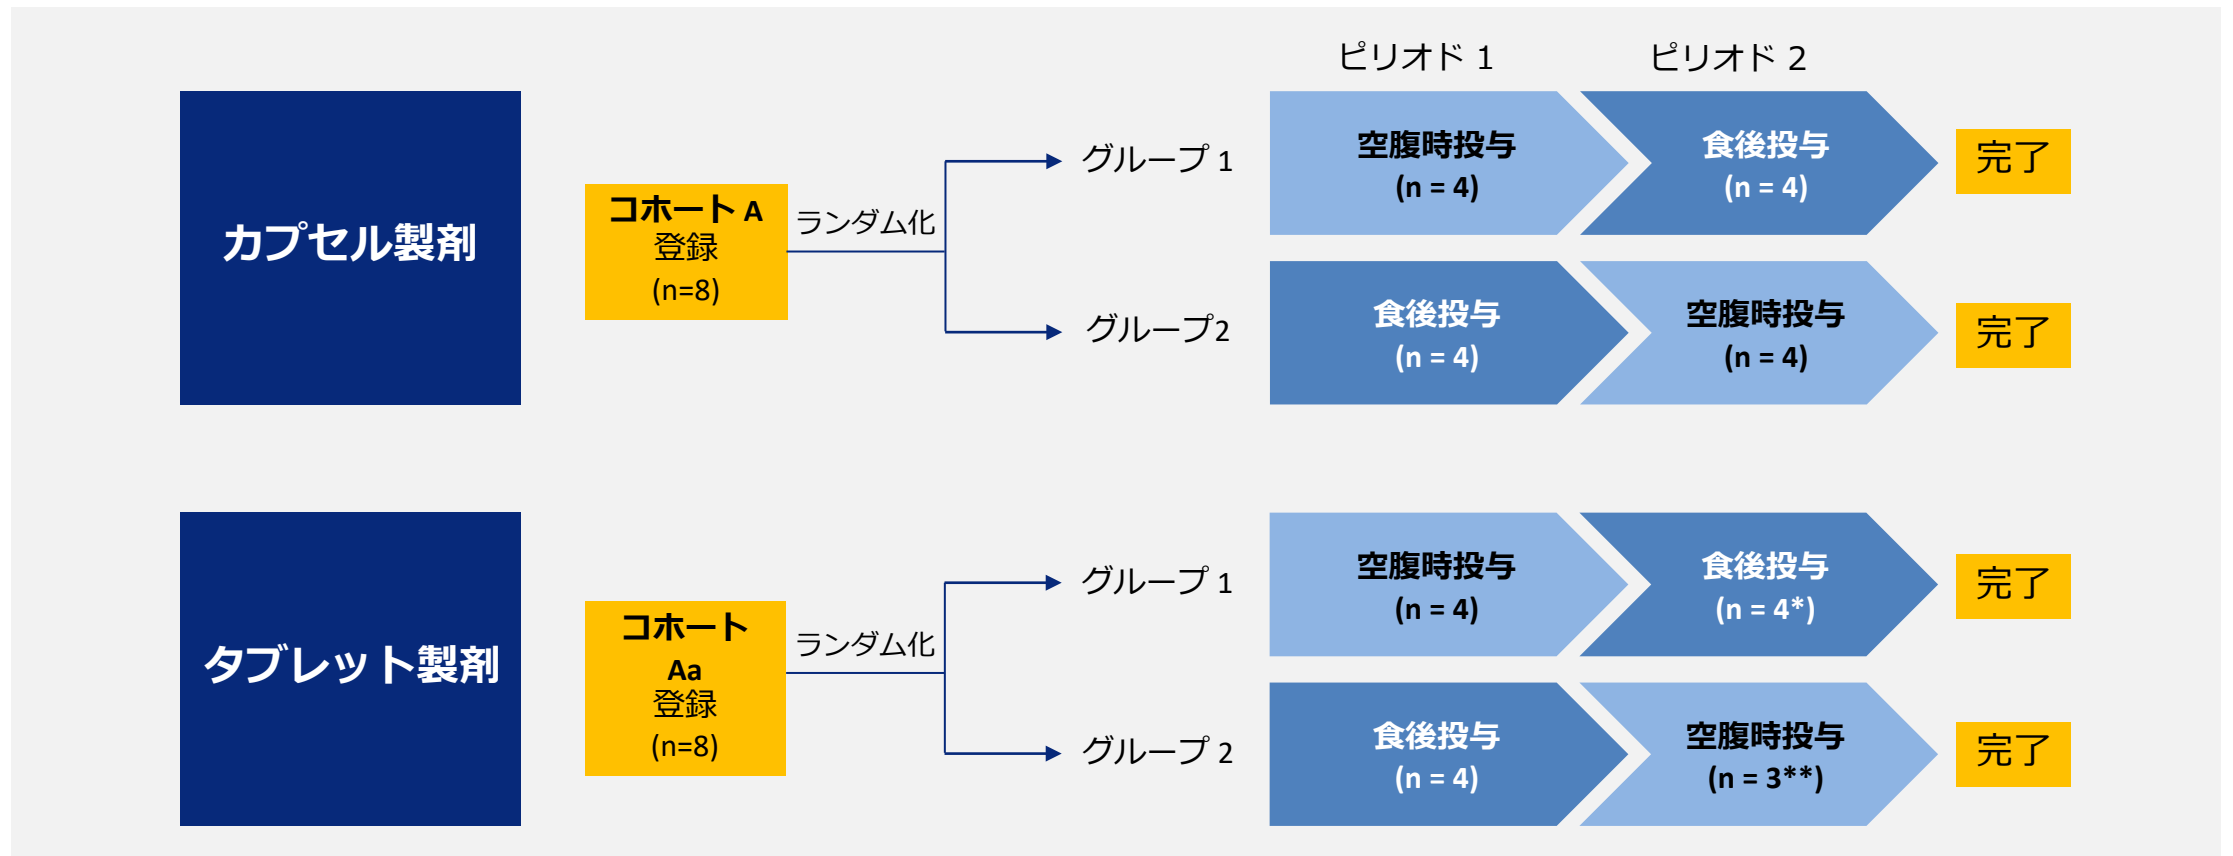 ピリオド 1
ピリオド 2
カプセル製剤
コホート A
登録
(n=8)
ランダム化
グループ 1
空腹時投与
(n = 4)
食後投与
(n = 4)
完了
グループ2
食後投与
(n = 4)
空腹時投与
(n = 4)
完了
タブレット製剤
コホート
Aa
登録
(n=8)
ランダム化
グループ 1
空腹時投与
(n = 4)
食後投与
(n = 4*)
完了
グループ 2
食後投与
(n = 4)
空腹時投与
(n = 3**)
完了